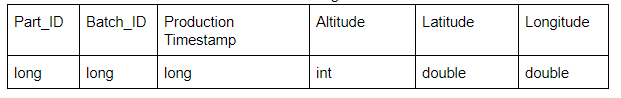 Part_ID Batch_ID Production Timestamp Altitude Latitude Longitude
long long long int double double